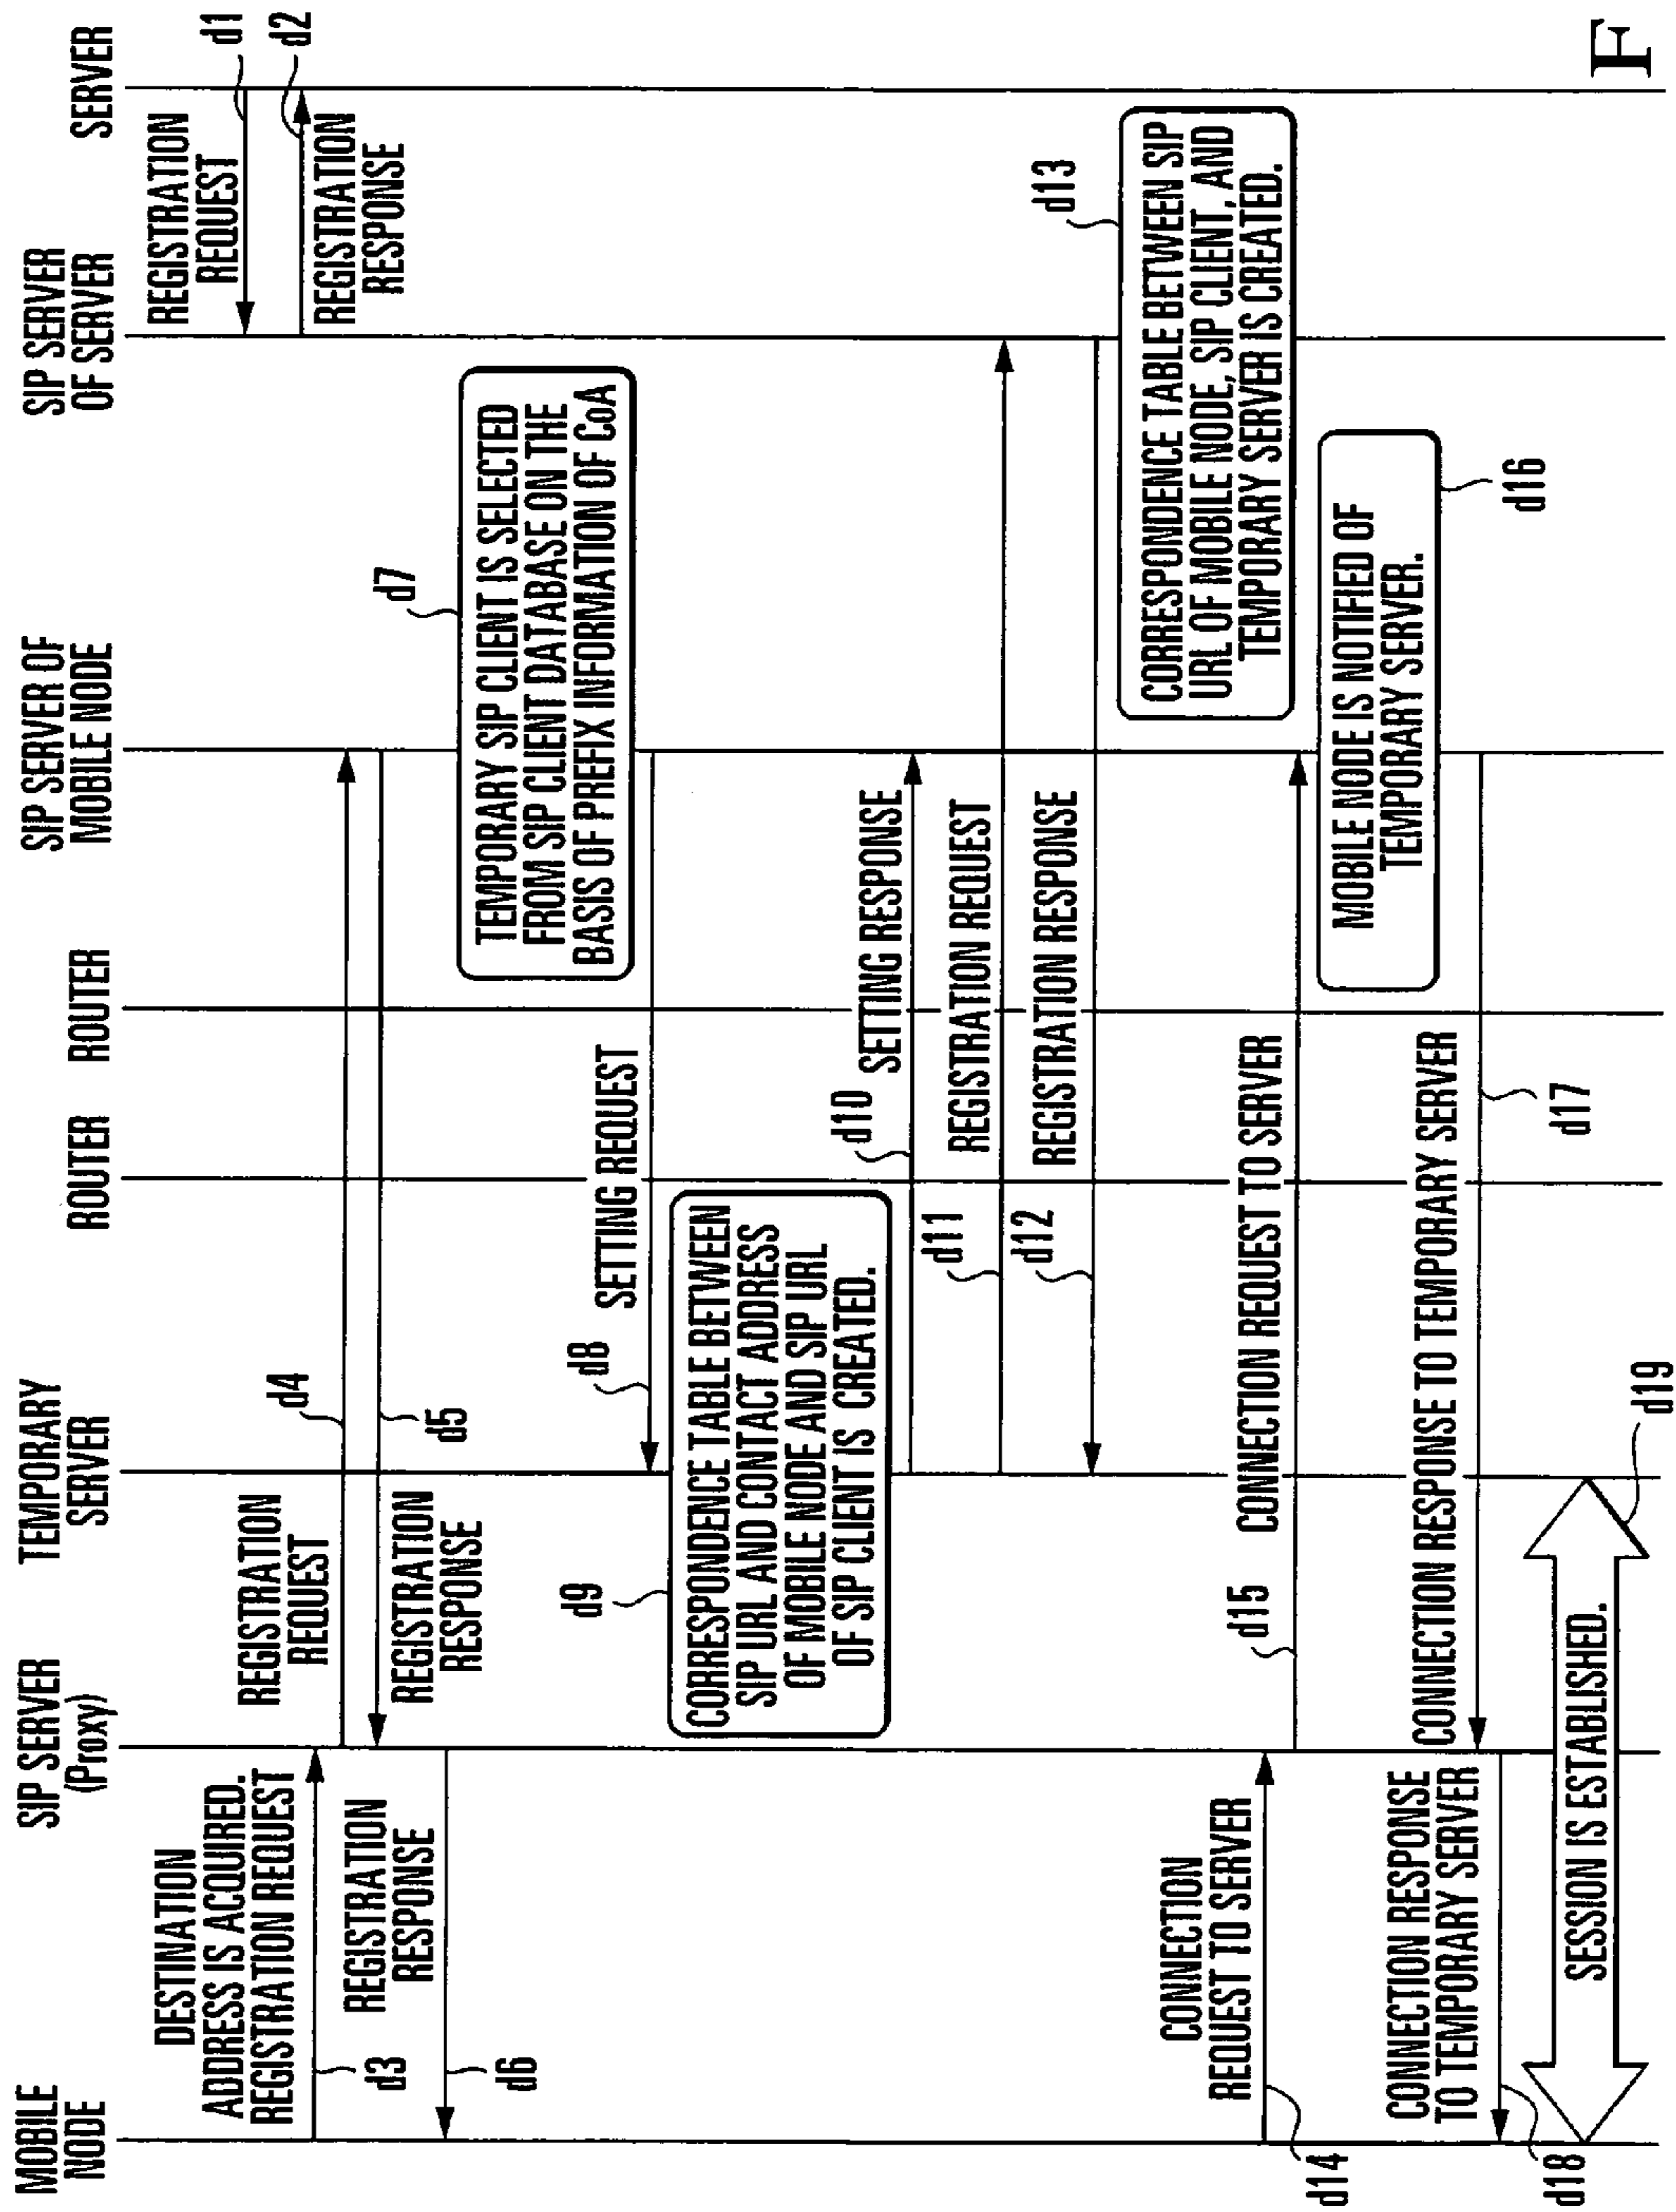 MOBILE
NODE
SIP SERVER
(Proxy)
TEMPORARY
SERVER
ROUTER
ROUTER
SIP SERVER OF
MOBILE NODE
SIP SERVER
OF SERVER
SERVER
REGISTRATION
REQUEST
d1
d2
REGISTRATION
RESPONSE
DESTINATION
ADDRESS IS ACQUIRED.
REGISTRATION REQUEST
d3
REGISTRATION
REQUEST
d4
d5
REGISTRATION
RESPONSE
REGISTRATION
RESPONSE
d6
d7
TEMPORARY SIP CLIENT IS SELECTED
FROM SIP CLIENT DATABASE ON THE
BASIS OF PREFIX INFORMATION OF CoA
SETTING REQUEST
d8
d9
CORRESPONDENCE TABLE BETWEEN
SIP URL AND CONTACT ADDRESS
OF MOBILE NODE AND SIP URL
OF SIP CLIENT IS CREATED.
d10
SETTING RESPONSE
d11
REGISTRATION REQUEST
d12
REGISTRATION RESPONSE
d13
CORRESPONDENCE TABLE BETWEEN SIP
URL OF MOBILE NODE, SIP CLIENT, AND
TEMPORARY SERVER IS CREATED.
CONNECTION
REQUEST TO SERVER
d14
d15
CONNECTION REQUEST TO SERVER
MOBILE NODE IS NOTIFIED OF
TEMPORARY SERVER.
d16
CONNECTION RESPONSE TO TEMPORARY SERVER
d17
CONNECTION RESPONSE
TO TEMPORARY SERVER
d18
SESSION IS ESTABLISHED.
d19
F